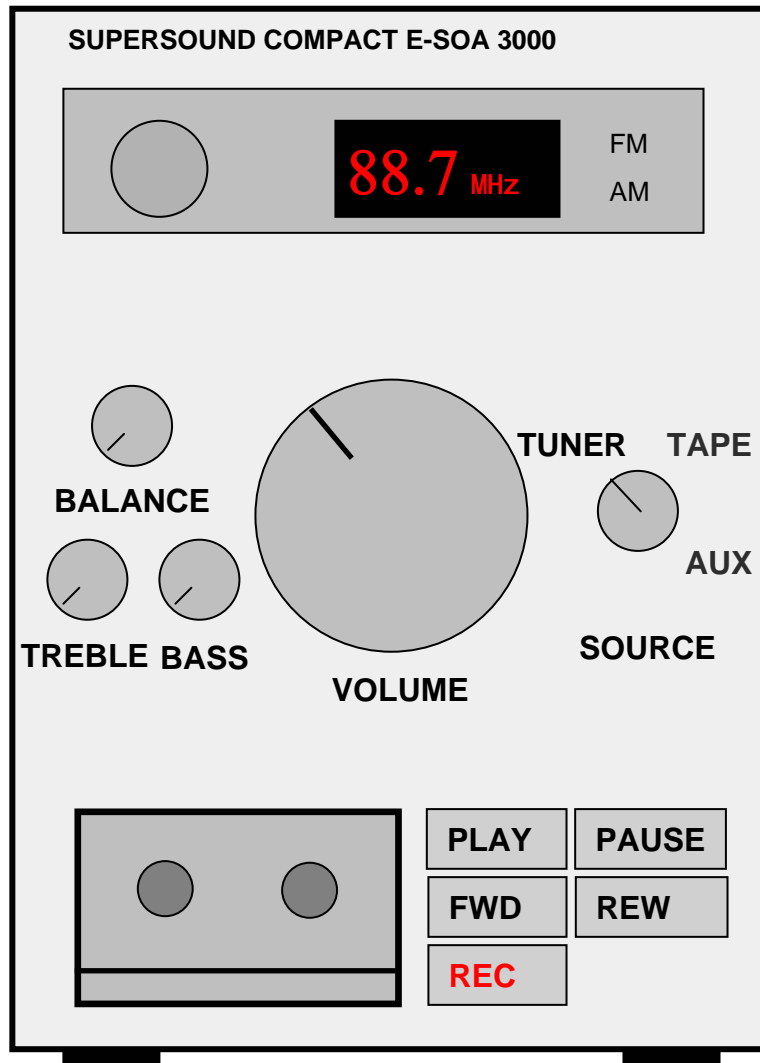 SUPERSOUND COMPACT E-SOA 3000
88.7 MHz
FM
AM
TUNER TAPE
AUX
BALANCE
TREBLE BASS
SOURCE
VOLUME
PLAY PAUSE
FWD REW
REC